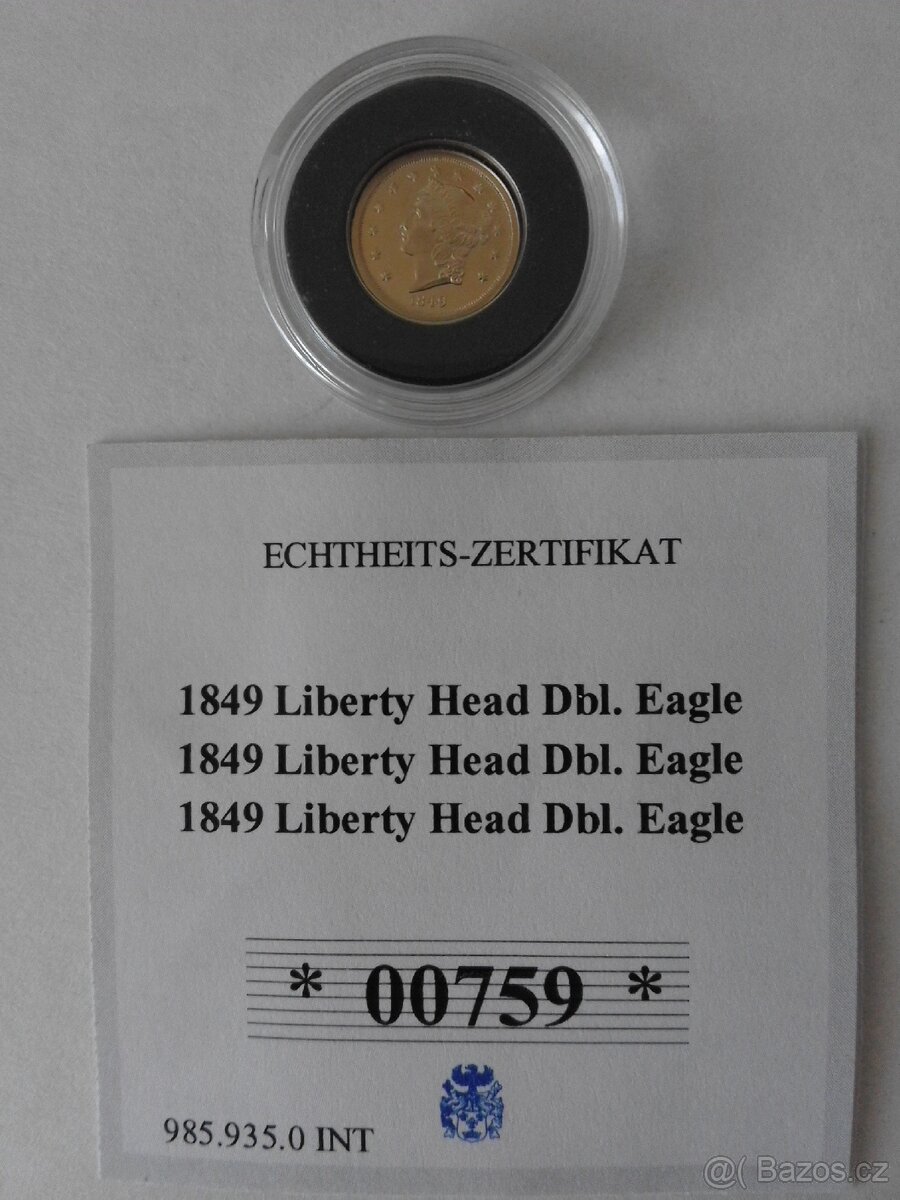 1849
ECHTHEITS-ZERTIFIKAT
1849 Liberty Head Dbl. Eagle
1849 Liberty Head Dbl. Eagle
1849 Liberty Head Dbl. Eagle
* 00759 *
985.935.0 INT
@( Bazos.cz